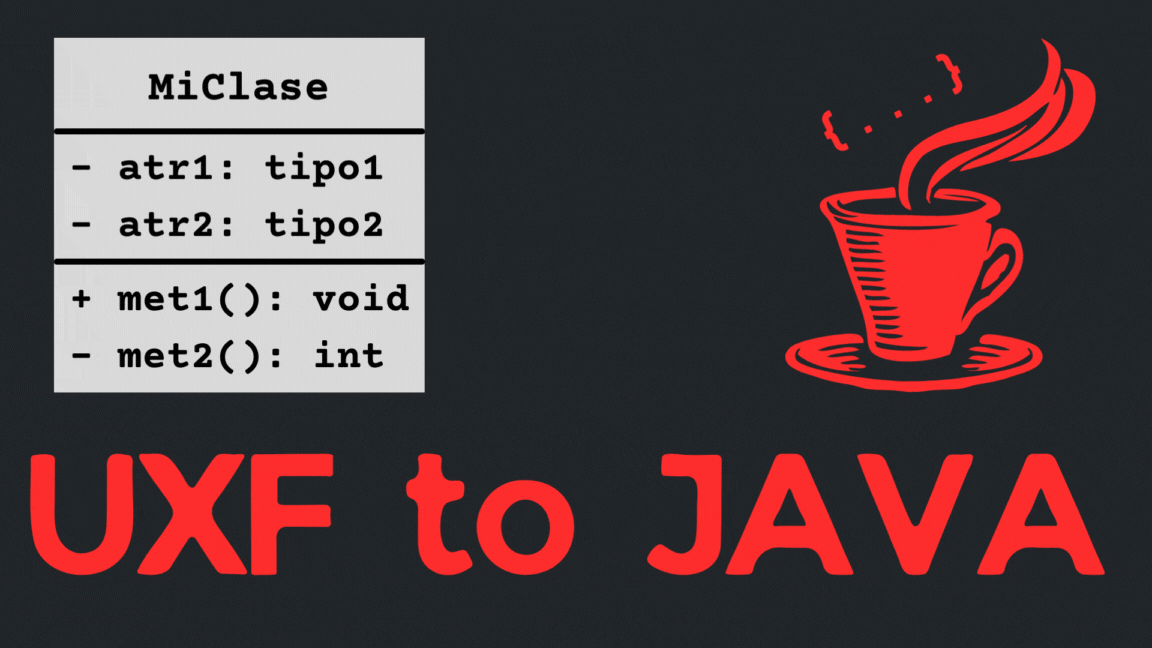 MiClase
- atr1: tipo1
- atr2: tipo2
+ met1(): void
- met2(): int
{...}
UXF to JAVA